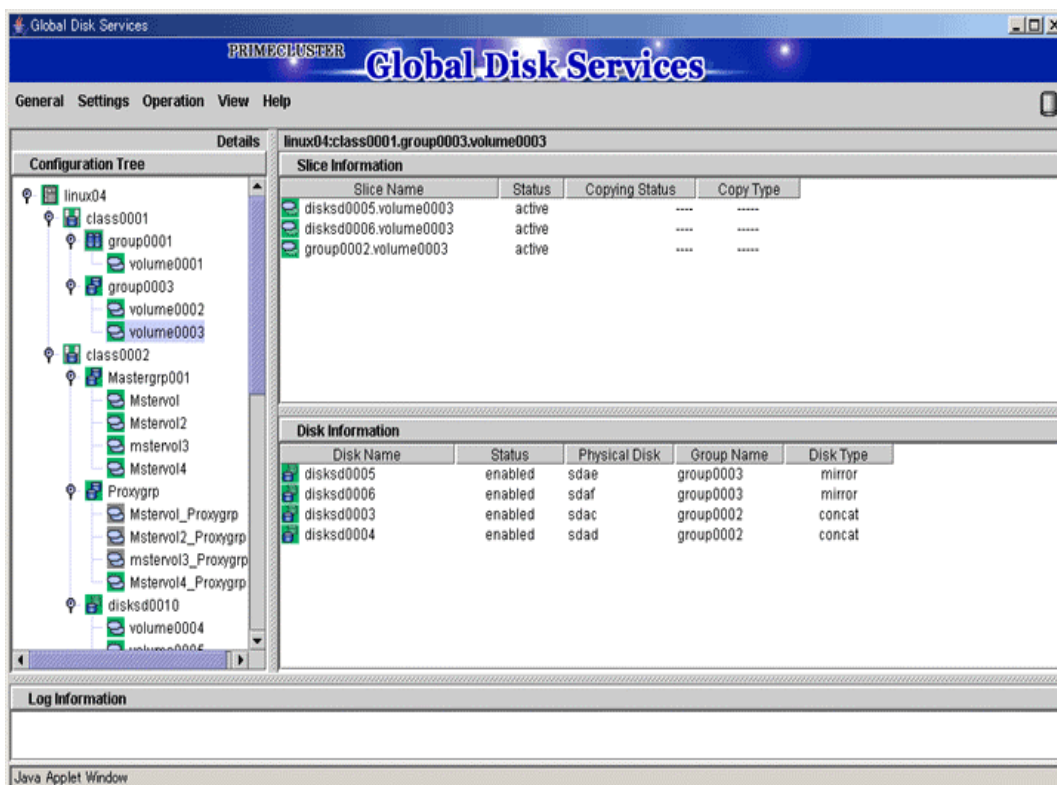 Global Disk Services
PRIMECLUSTER
Global Disk Services
General Settings Operation View Help
Details
Configuration Tree
linux04
class0001
group0001
volume0001
group0003
volume0002
volume0003
class0002
Mastergrp001
Mstervol
Mstervol2
mstervol3
Mstervol4
Proxygrp
Mstervol_Proxygrp
Mstervol2_Proxygrp
mstervol3_Proxygrp
Mstervol4_Proxygrp
disksd0010
volume0004
volume0005
linux04:class0001.group0003.volume0003
Slice Information
Slice Name Status Copying Status Copy Type
disksd0005.volume0003 active ---- -----
disksd0006.volume0003 active ---- -----
group0002.volume0003 active ---- -----
Disk Information
Disk Name Status Physical Disk Group Name Disk Type
disksd0005 enabled sdae group0003 mirror
disksd0006 enabled sdaf group0003 mirror
disksd0003 enabled sdac group0002 concat
disksd0004 enabled sdad group0002 concat
Log Information
Java Applet Window